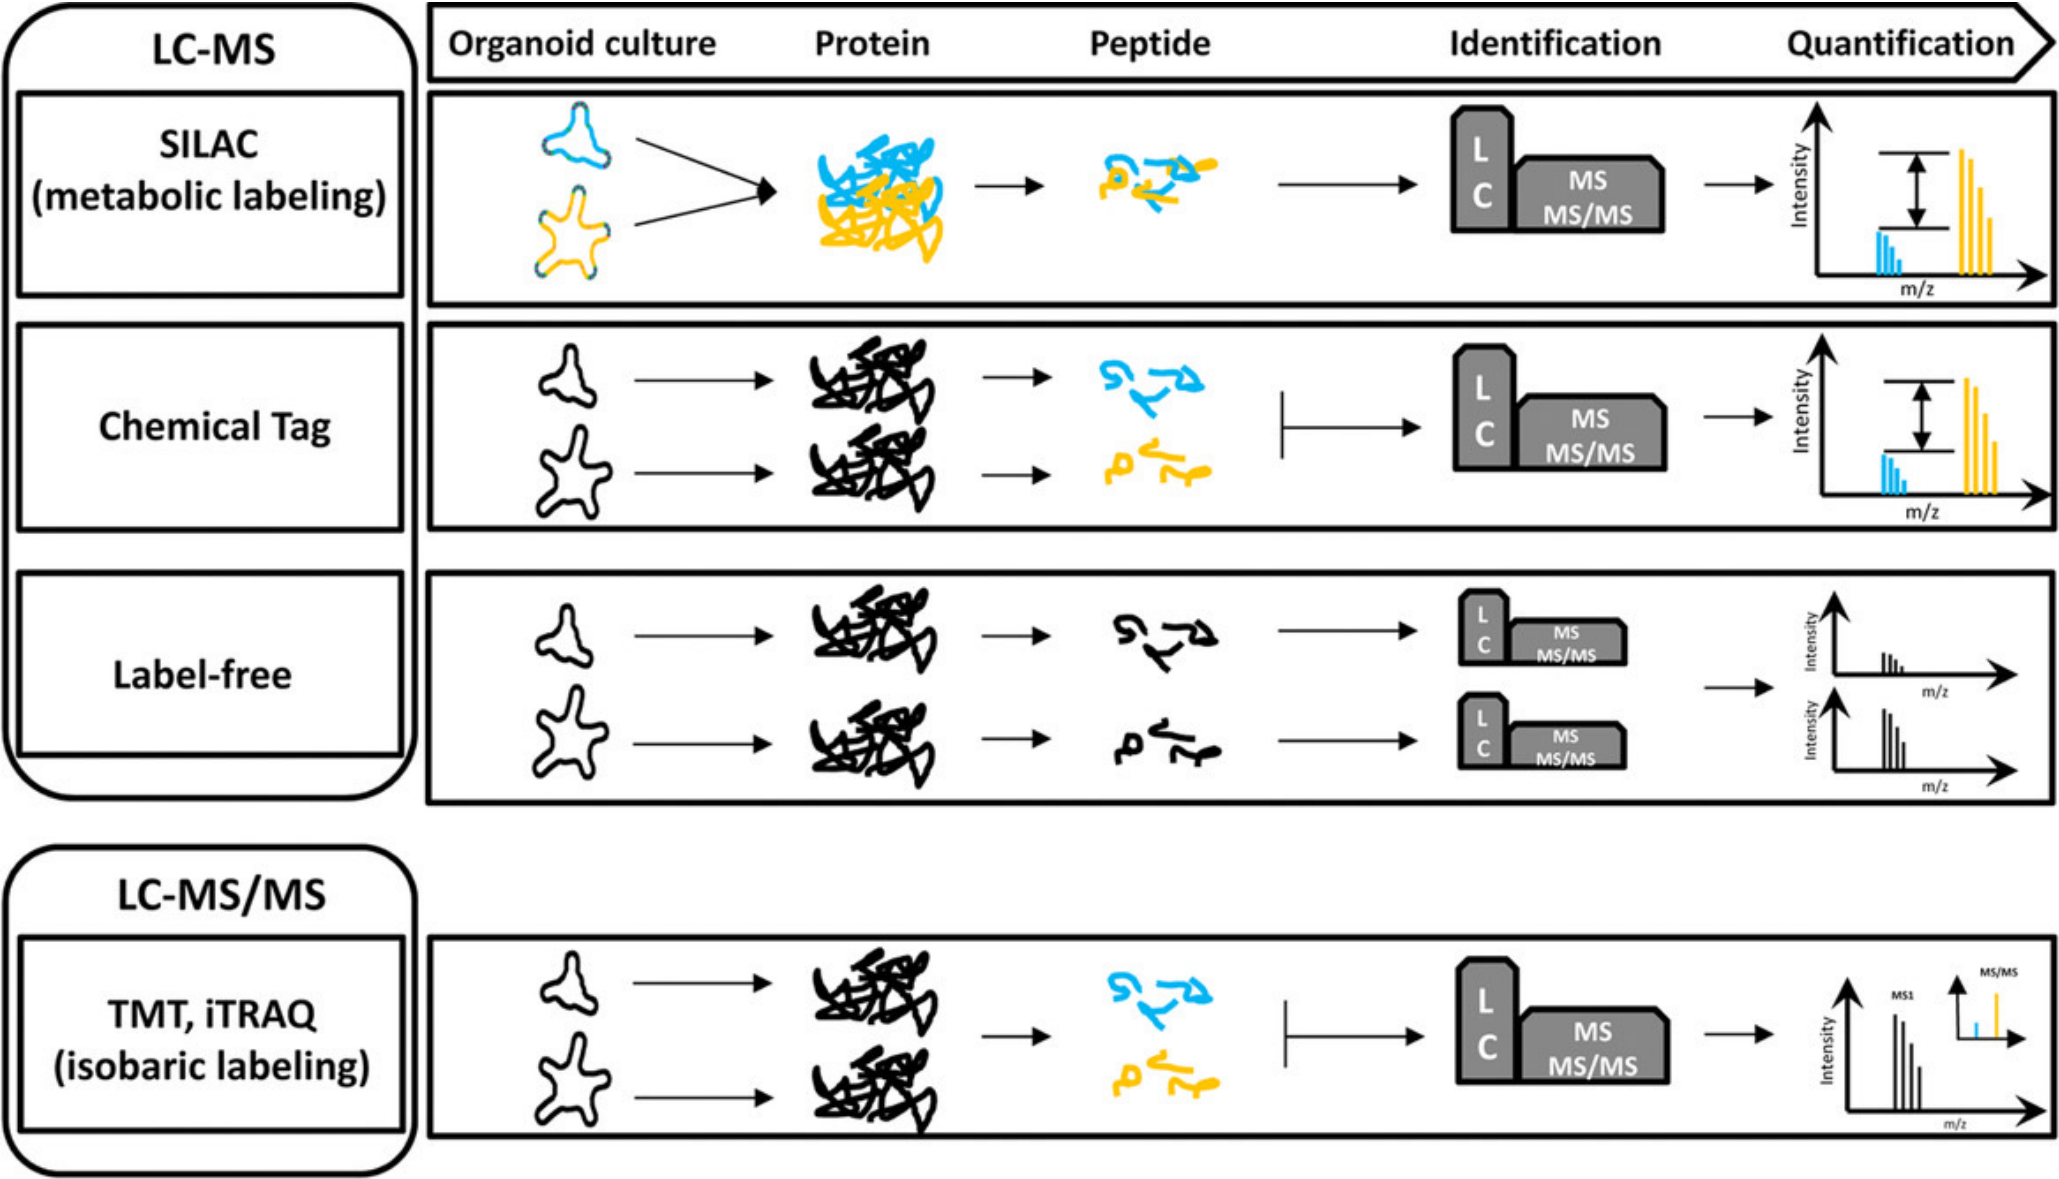 LC-MS
Organoid culture Protein Peptide Identification Quantification
SILAC
(metabolic labeling)
L
C
MS
MS/MS
Intensity
m/z
Chemical Tag
L
C
MS
MS/MS
Intensity
m/z
Label-free
L
C
MS
MS/MS
Intensity
m/z
L
C
MS
MS/MS
Intensity
m/z
LC-MS/MS
TMT, iTRAQ
(isobaric labeling)
L
C
MS
MS/MS
Intensity
MS1
MS/MS
m/z